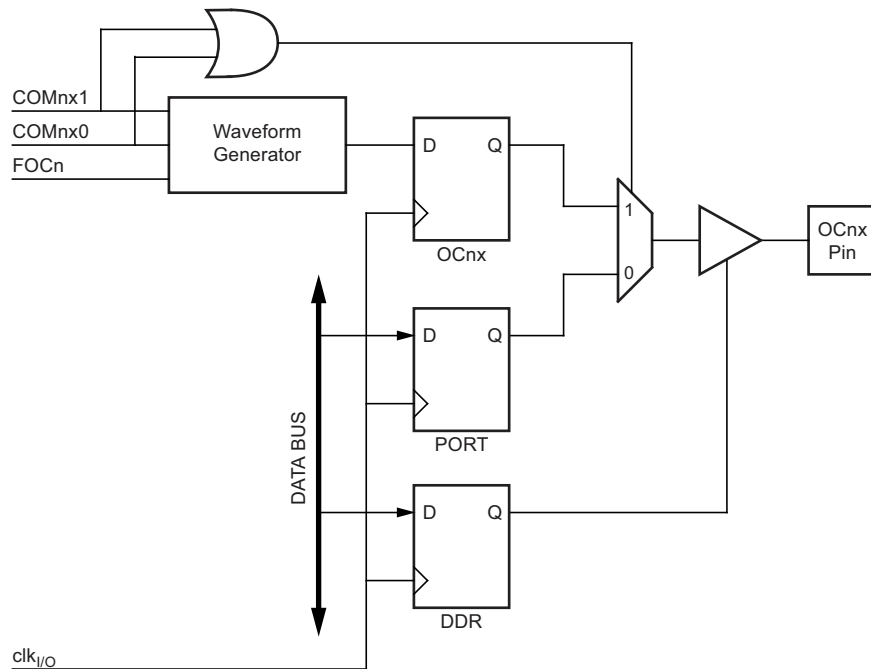 COMnx1
COMnx0
FOCn
Waveform
Generator
D
Q
OCnx
1
0
OCnx
Pin
D
Q
PORT
DATA BUS
D
Q
DDR
clkI/O